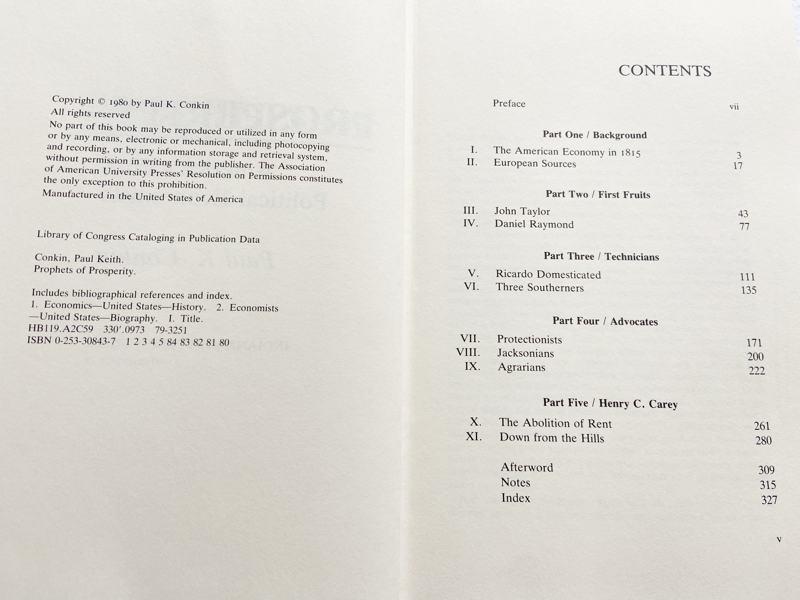 Copyright © 1980 by Paul K. Conkin
All rights reserved
No part of this book may be reproduced or utilized in any form
or by any means, electronic or mechanical, including photocopying
and recording, or by any information storage and retrieval system,
without permission in writing from the publisher. The Association
of American University Presses' Resolution on Permissions constitutes
the only exception to this prohibition.
Manufactured in the United States of America
Library of Congress Cataloging in Publication Data
Conkin, Paul Keith.
Prophets of Prosperity.
Includes bibliographical references and index.
1. Economics—United States—History. 2. Economists
—United States—Biography. I. Title.
HB119.A2C59 330'.0973 79-3251
ISBN 0-253-30843-7 1 2 3 4 5 84 83 82 81 80
CONTENTS
Preface vii
Part One / Background
I. The American Economy in 1815 3
II. European Sources 17
Part Two / First Fruits
III. John Taylor 43
IV. Daniel Raymond 77
Part Three / Technicians
V. Ricardo Domesticated 111
VI. Three Southerners 135
Part Four / Advocates
VII. Protectionists 171
VIII. Jacksonians 200
IX. Agrarians 222
Part Five / Henry C. Carey
X. The Abolition of Rent 261
XI. Down from the Hills 280
Afterword 309
Notes 315
Index 327
v